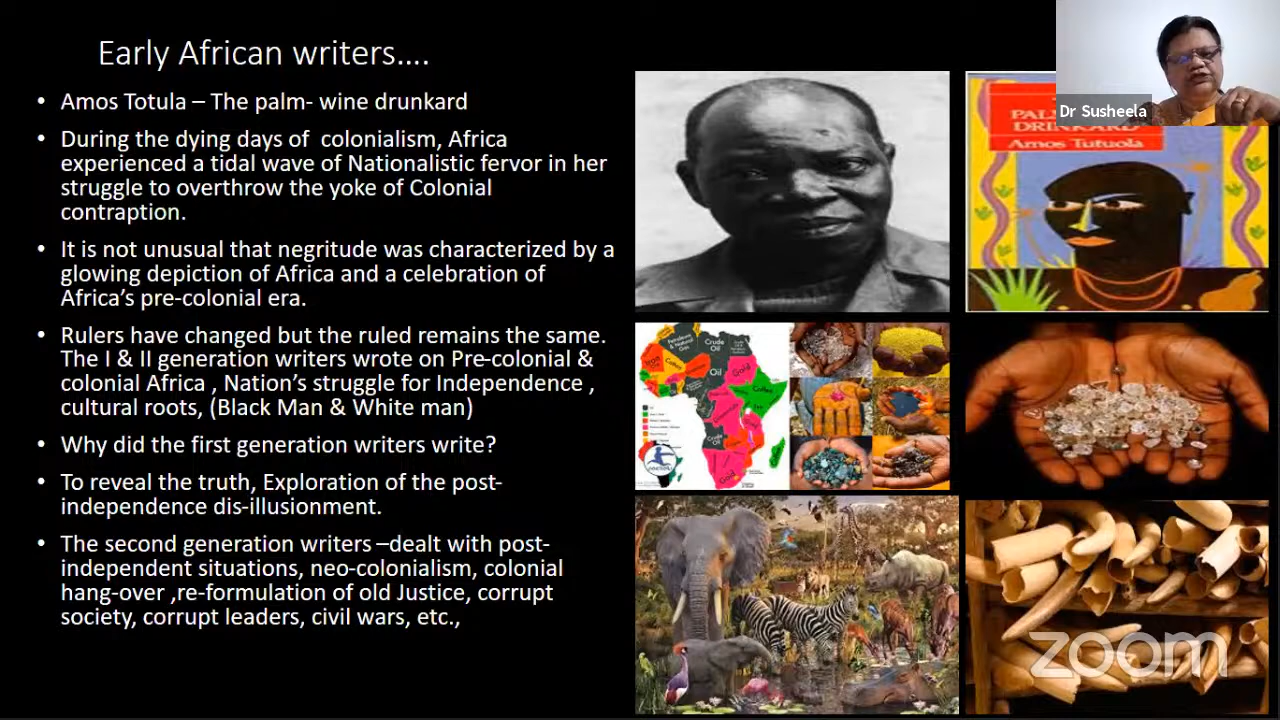 Early African writers....
• Amos Totula – The palm- wine drunkard
• During the dying days of colonialism, Africa
experienced a tidal wave of Nationalistic fervor in her
struggle to overthrow the yoke of Colonial
contraption.
• It is not unusual that negritude was characterized by a
glowing depiction of Africa and a celebration of
Africa's pre-colonial era.
• Rulers have changed but the ruled remains the same.
The I & II generation writers wrote on Pre-colonial &
colonial Africa , Nation's struggle for Independence ,
cultural roots, (Black Man & White man)
• Why did the first generation writers write?
• To reveal the truth, Exploration of the post-
independence dis-illusionment.
• The second generation writers –dealt with post-
independent situations, neo-colonialism, colonial
hang-over ,re-formulation of old Justice, corrupt
society, corrupt leaders, civil wars, etc.,
Dr Susheela
DRINKARD
Amos Tutuola
Crude
Oil
Oil
Gold
Coffee
Crude
Oil
Gold
zoom